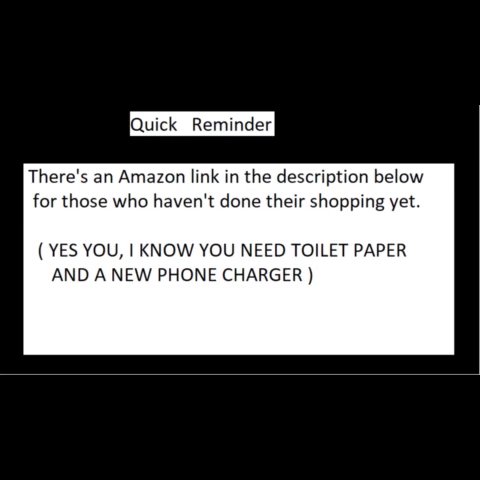 Quick Reminder
There's an Amazon link in the description below
for those who haven't done their shopping yet.
( YES YOU, I KNOW YOU NEED TOILET PAPER
AND A NEW PHONE CHARGER )